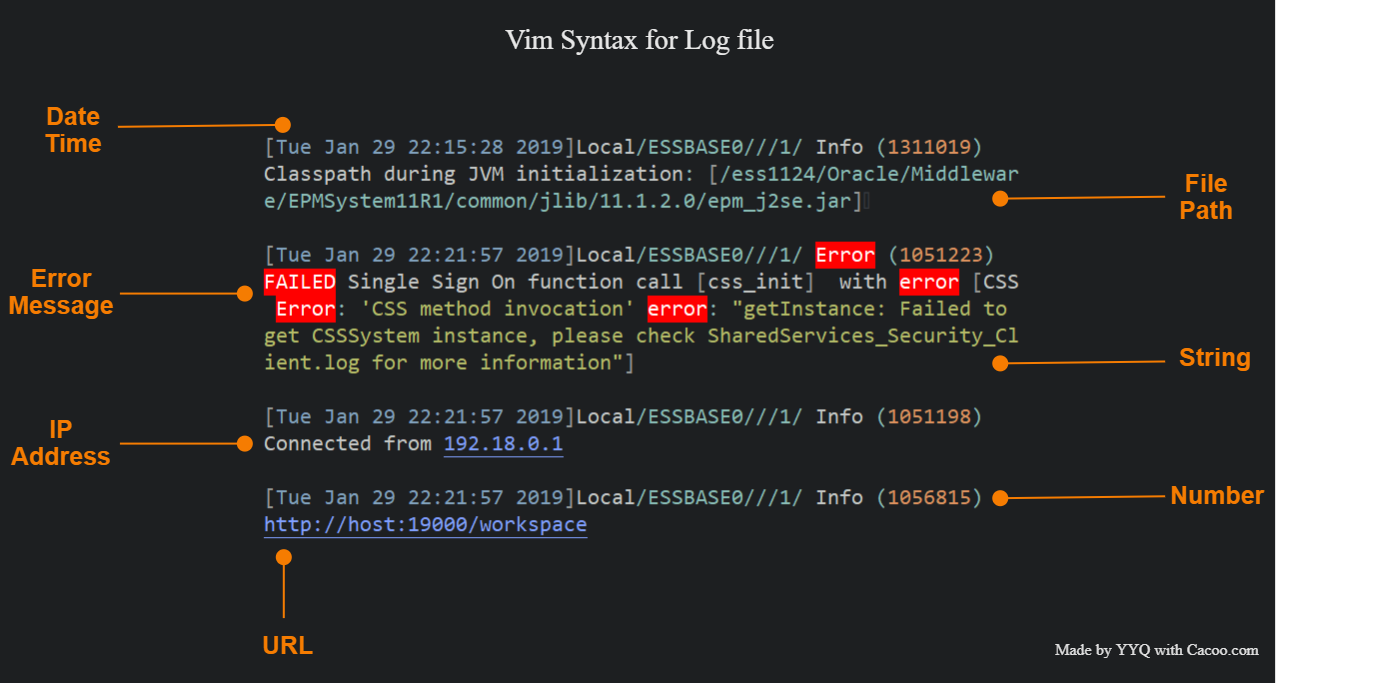 Vim Syntax for Log file
Date
Time
[Tue Jan 29 22:15:28 2019]Local/ESSBASE0///1/ Info (1311019)
Classpath during JVM initialization: [/ess1124/Oracle/Middlewar
e/EPMSystem11R1/common/jlib/11.1.2.0/epm_j2se.jar]
File
Path
[Tue Jan 29 22:21:57 2019]Local/ESSBASE0///1/ Error (1051223)
FAILED Single Sign On function call [css_init]  with error [CSS
 Error: 'CSS method invocation' error: "getInstance: Failed to
get CSSSystem instance, please check SharedServices_Security_Cl
ient.log for more information"]
Error
Message
String
[Tue Jan 29 22:21:57 2019]Local/ESSBASE0///1/ Info (1051198)
Connected from 192.18.0.1
IP
Address
[Tue Jan 29 22:21:57 2019]Local/ESSBASE0///1/ Info (1056815)
http://host:19000/workspace
Number
URL
Made by YYQ with Cacoo.com